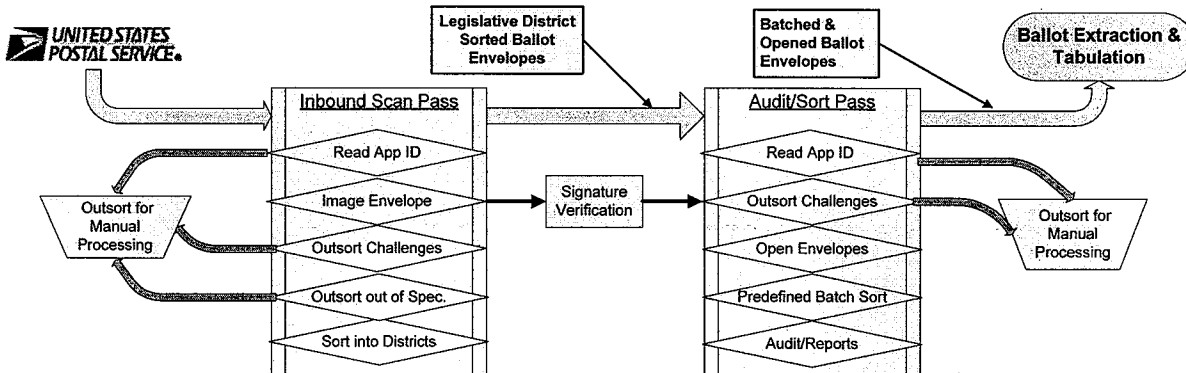 UNITED STATES
POSTAL SERVICE®
Legislative District
Sorted Ballot
Envelopes
Batched &
Opened Ballot
Envelopes
Ballot Extraction &
Tabulation
Inbound Scan Pass
Read App ID
Image Envelope
Outsort Challenges
Outsort out of Spec.
Sort into Districts
Outsort for
Manual
Processing
Signature
Verification
Audit/Sort Pass
Read App ID
Outsort Challenges
Open Envelopes
Predefined Batch Sort
Audit/Reports
Outsort for
Manual
Processing